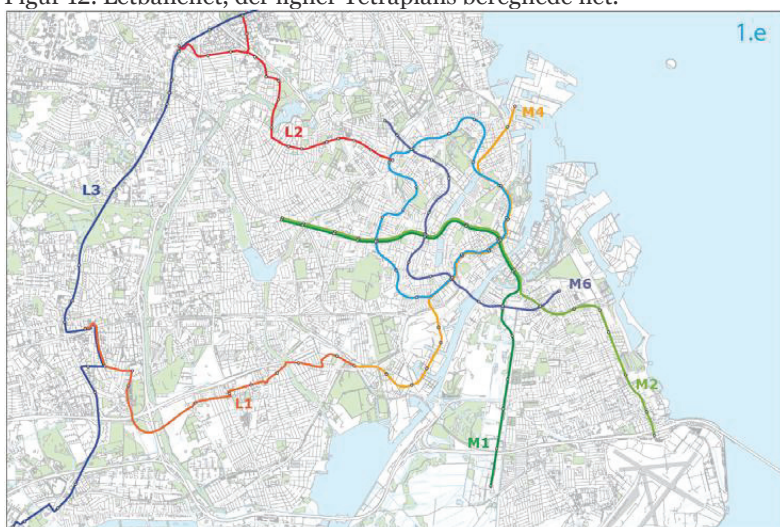 Figur 12. Letbanenet, der ligner Tetraplans beregnede net.
1.e
M4
L2
L3
M6
M2
L1
M1